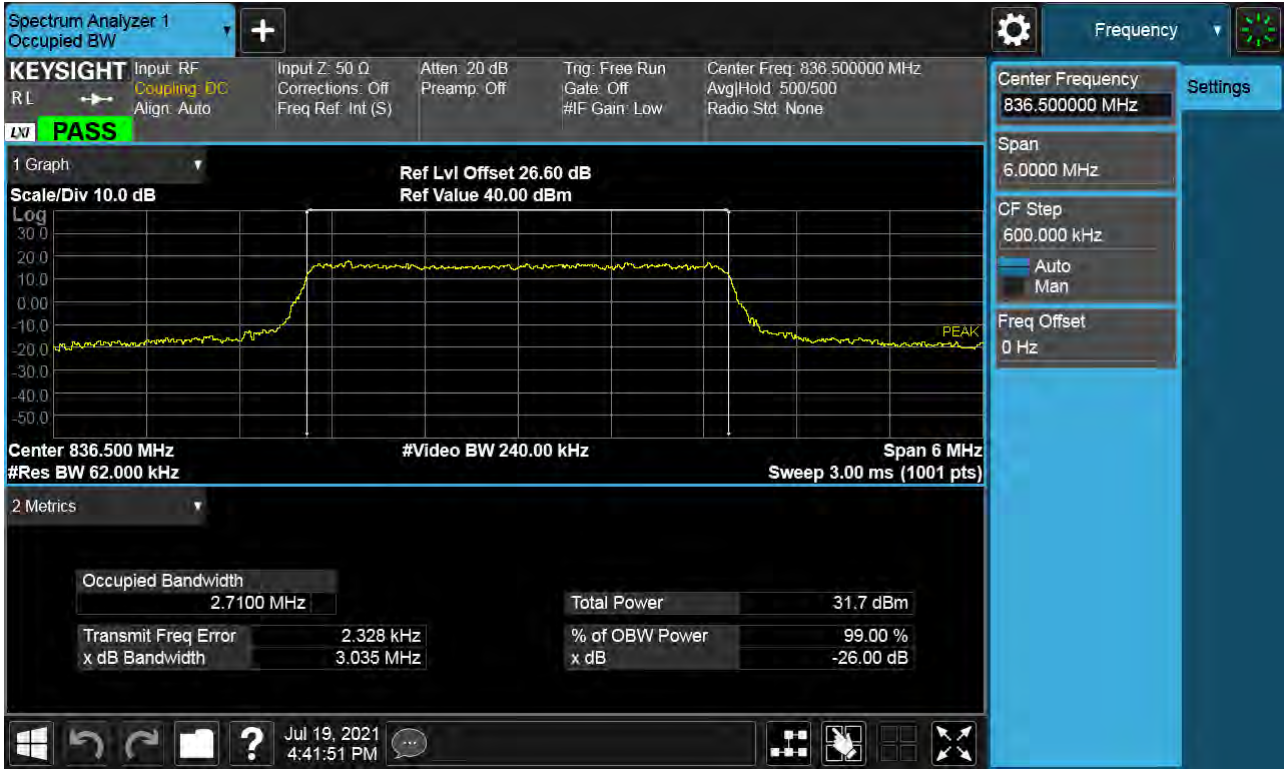 Spectrum Analyzer 1
Occupied BW
Frequency
KEYSIGHT
RL
LXI
PASS
Input: RF
Coupling: DC
Align: Auto
Input Z: 50 Ω
Corrections: Off
Freq Ref: Int (S)
Atten: 20 dB
Preamp: Off
Trig: Free Run
Gate: Off
#IF Gain: Low
Center Freq: 836.500000 MHz
Avg|Hold: 500/500
Radio Std: None
Center Frequency
836.500000 MHz
Settings
Span
6.0000 MHz
CF Step
600.000 kHz
Auto
Man
Freq Offset
0 Hz
1 Graph
Ref Lvl Offset 26.60 dB
Scale/Div 10.0 dB
Ref Value 40.00 dBm
Log
30.0
20.0
10.0
0.00
-10.0
-20.0
-30.0
-40.0
-50.0
PEAK
Center 836.500 MHz
#Video BW 240.00 kHz
Span 6 MHz
#Res BW 62.000 kHz
Sweep 3.00 ms (1001 pts)
2 Metrics
Occupied Bandwidth
2.7100 MHz
Total Power 31.7 dBm
Transmit Freq Error 2.328 kHz
% of OBW Power 99.00 %
x dB Bandwidth 3.035 MHz
x dB -26.00 dB
?
Jul 19, 2021
4:41:51 PM